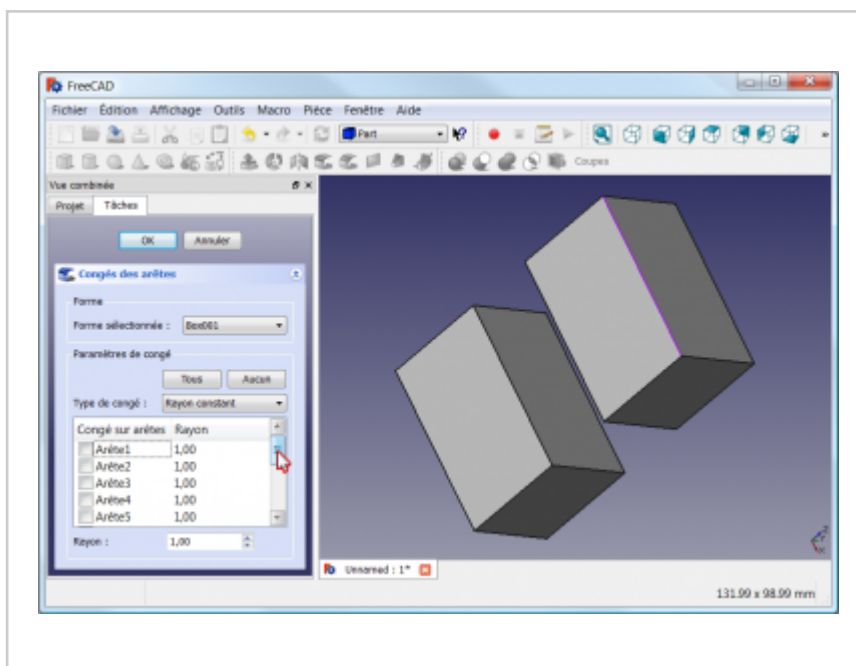 FreeCAD
Fichier Édition Affichage Outils Macro Pièce Fenêtre Aide
Part
Coupes
Vue combinée
Projet Tâches
OK Annuler
Congés des arêtes
Forme
Forme sélectionnée : Box001
Paramètres de congé
Tous Aucun
Type de congé : Rayon constant
Congé sur arêtes Rayon
Arête1 1,00
Arête2 1,00
Arête3 1,00
Arête4 1,00
Arête5 1,00
Rayon : 1,00
Unnamed : 1*
131.99 x 98.99 mm